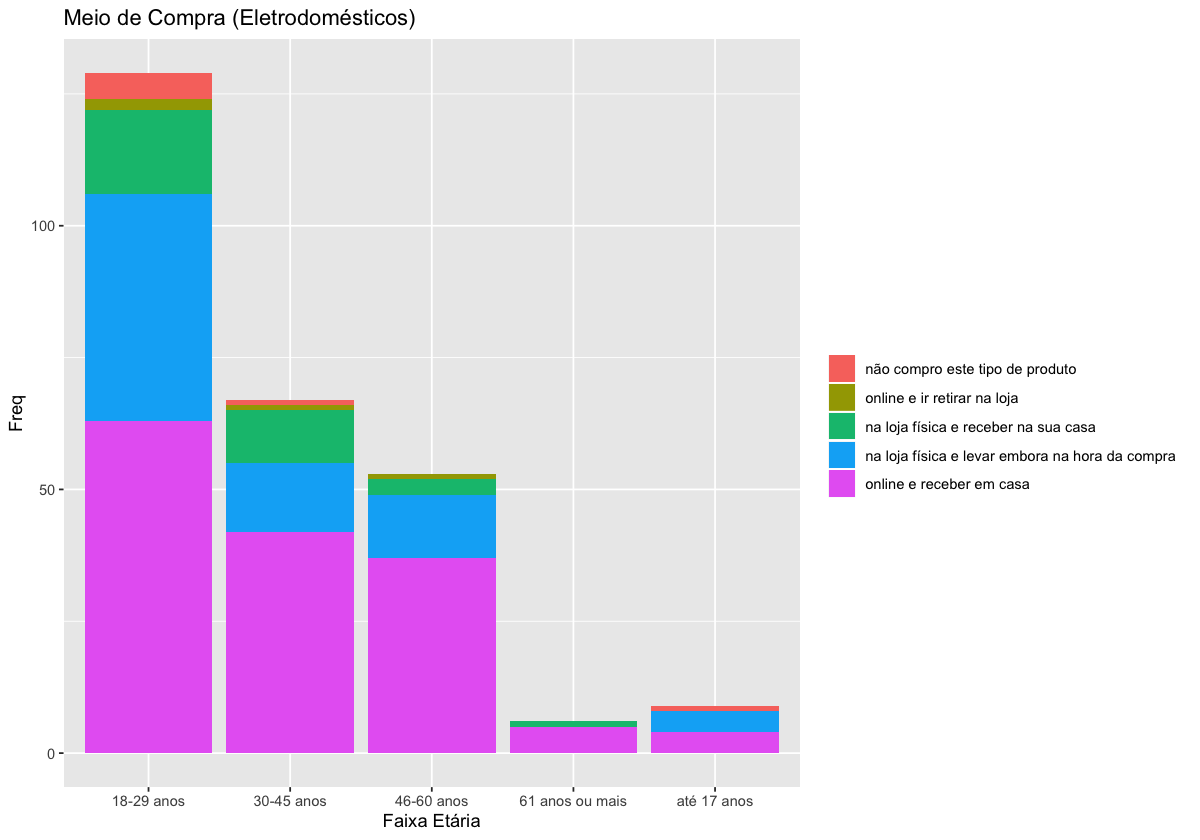 Meio de Compra (Eletrodomésticos)
Freq
100
50
0
18-29 anos
30-45 anos
46-60 anos
61 anos ou mais
até 17 anos
Faixa Etária
não compro este tipo de produto
online e ir retirar na loja
na loja física e receber na sua casa
na loja física e levar embora na hora da compra
online e receber em casa